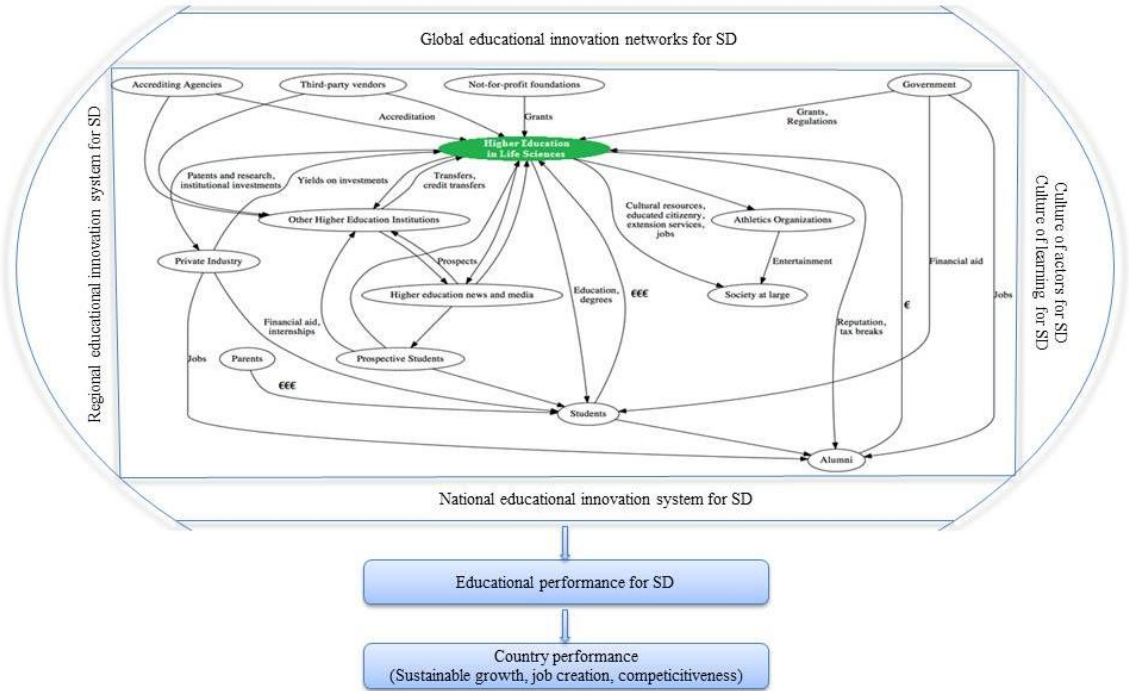 Global educational innovation networks for SD
Accrediting Agencies
Third-party vendors
Not-for-profit foundations
Government
Accreditation
Grants
Grants,
Regulations
Higher Education
in Life Sciences
Patents and research,
institutional investments
Yields on investments
Transfers,
credit transfers
Cultural resources,
educated citizenry,
extension services,
jobs
Other Higher Education Institutions
Athletics Organizations
Private Industry
Prospects
Entertainment
Financial aid
Higher education news and media
Education,
degrees
€€€
Society at large
€
Jobs
Financial aid,
internships
Reputation,
tax breaks
Jobs
Parents
Prospective Students
€€€
Students
Alumni
Regional educational innovation system for SD
Culture of actors for SD
Culture of learning for SD
National educational innovation system for SD
Educational performance for SD
Country performance
(Sustainable growth, job creation, competicitiveness)